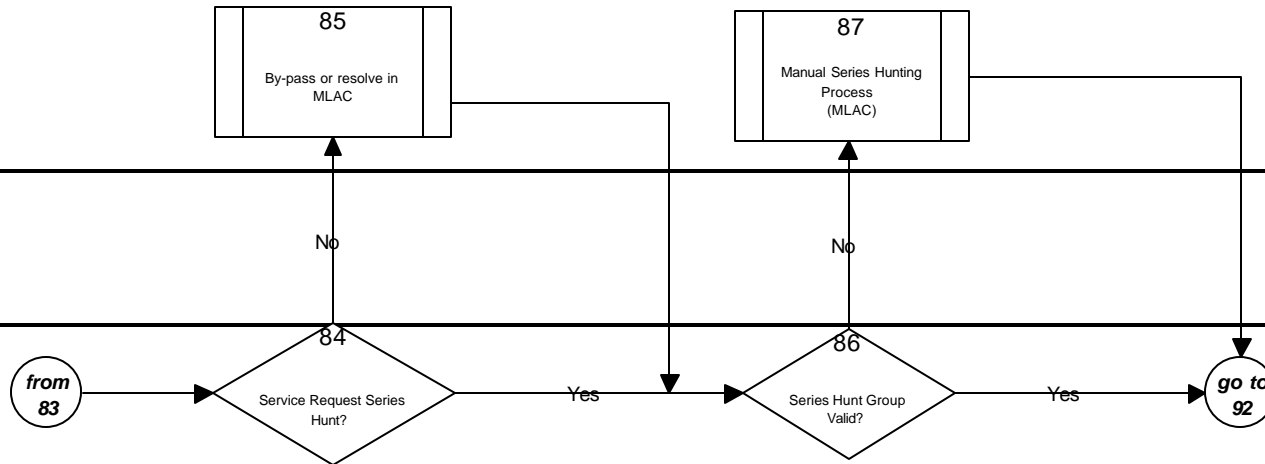 85
By-pass or resolve in
MLAC
87
Manual Series Hunting
Process
(MLAC)
No
No
84
Service Request Series
Hunt?
86
Series Hunt Group
Valid?
from
83
Yes
Yes
go to
92